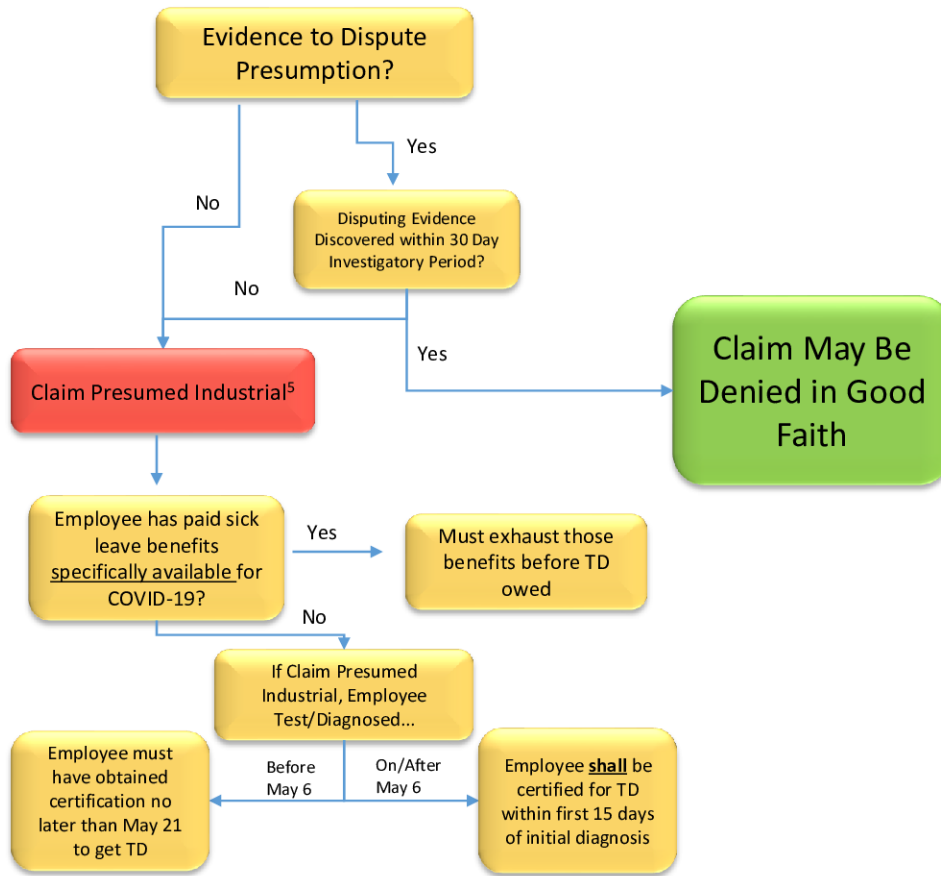 Evidence to Dispute
Presumption?
Yes
No
Disputing Evidence
Discovered within 30 Day
Investigatory Period?
No
Yes
Claim May Be
Denied in Good
Faith
Claim Presumed Industrial⁵
Employee has paid sick
leave benefits
specifically available for
COVID-19?
Yes
Must exhaust those
benefits before TD
owed
No
If Claim Presumed
Industrial, Employee
Test/Diagnosed...
Before
May 6
On/After
May 6
Employee must
have obtained
certification no
later than May 21
to get TD
Employee shall be
certified for TD
within first 15 days
of initial diagnosis